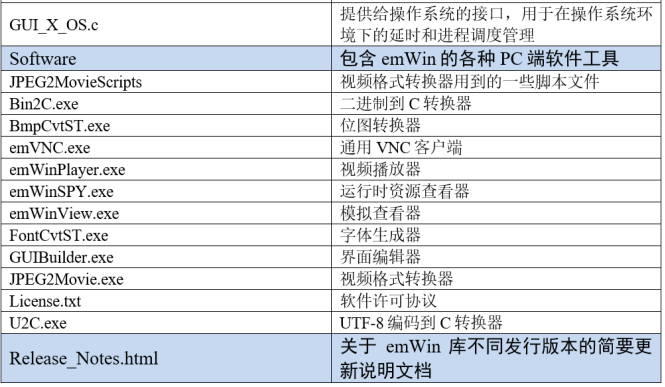 GUI_X_OS.c 提供给操作系统的接口，用于在操作系统环
境下的延时和进程调度管理
Software 包含 emWin 的各种 PC 端软件工具
JPEG2MovieScripts 视频格式转换器用到的一些脚本文件
Bin2C.exe 二进制到 C 转换器
BmpCvtST.exe 位图转换器
emVNC.exe 通用 VNC 客户端
emWinPlayer.exe 视频播放器
emWinSPY.exe 运行时资源查看器
emWinView.exe 模拟查看器
FontCvtST.exe 字体生成器
GUIBuilder.exe 界面编辑器
JPEG2Movie.exe 视频格式转换器
License.txt 软件许可协议
U2C.exe UTF-8 编码到 C 转换器
Release_Notes.html 关于 emWin 库不同发行版本的简要更
新说明文档